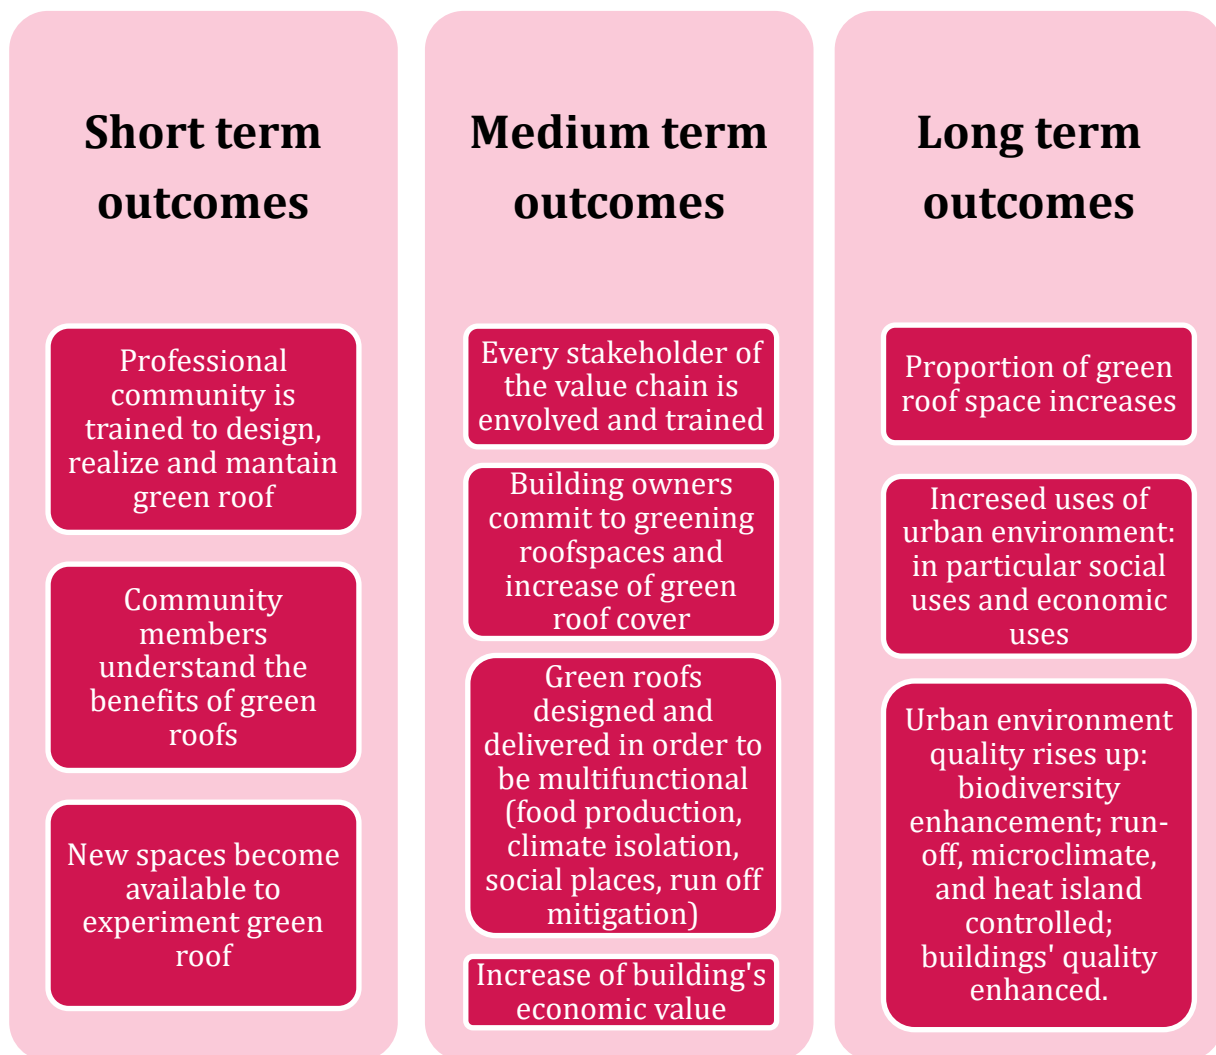 Short term
outcomes
Professional
community is
trained to design,
realize and mantain
green roof
Community
members
understand the
benefits of green
roofs
New spaces become
available to
experiment green
roof
Medium term
outcomes
Every stakeholder of
the value chain is
envolved and trained
Building owners
commit to greening
roofspaces and
increase of green
roof cover
Green roofs
designed and
delivered in order to
be multifunctional
(food production,
climate isolation,
social places, run off
mitigation)
Increase of building's
economic value
Long term
outcomes
Proportion of green
roof space increases
Incresed uses of
urban environment:
in particular social
uses and economic
uses
Urban environment
quality rises up:
biodiversity
enhancement; run-
off, microclimate,
and heat island
controlled;
buildings' quality
enhanced.